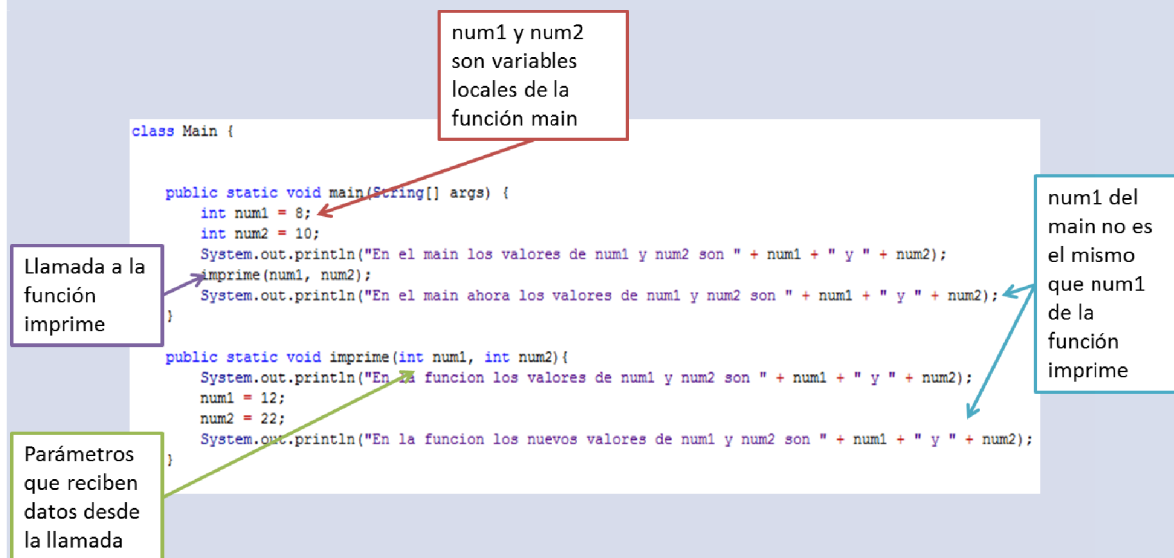 num1 y num2
son variables
locales de la
función main
class Main {
public static void main(String[] args) {
int num1 = 8;
int num2 = 10;
System.out.println("En el main los valores de num1 y num2 son " + num1 + " y " + num2);
imprime(num1, num2);
System.out.println("En el main ahora los valores de num1 y num2 son " + num1 + " y " + num2);
}
public static void imprime(int num1, int num2){
System.out.println("En la funcion los valores de num1 y num2 son " + num1 + " y " + num2);
num1 = 12;
num2 = 22;
System.out.println("En la funcion los nuevos valores de num1 y num2 son " + num1 + " y " + num2);
}
Llamada a la
función
imprime
num1 del
main no es
el mismo
que num1
de la
función
imprime
Parámetros
que reciben
datos desde
la llamada